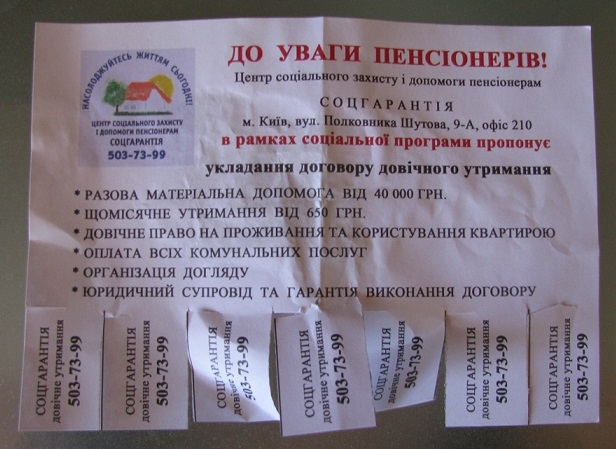 НАСОЛОДЖУЙТЕСЬ ЖИТТЯМ СЬОГОДНІ!
ЦЕНТР СОЦІАЛЬНОГО ЗАХИСТУ
І ДОПОМОГИ ПЕНСІОНЕРАМ
СОЦГАРАНТІЯ
503-73-99
ДО УВАГИ ПЕНСІОНЕРІВ!
Центр соціального захисту і допомоги пенсіонерам
СОЦГАРАНТІЯ
м. Київ, вул. Полковника Шутова, 9-А, офіс 210
в рамках соціальної програми пропонує
укладання договору довічного утримання
* РАЗОВА МАТЕРІАЛЬНА ДОПОМОГА ВІД 40 000 ГРН.
* ЩОМІСЯЧНЕ УТРИМАННЯ ВІД 650 ГРН.
* ДОВІЧНЕ ПРАВО НА ПРОЖИВАННЯ ТА КОРИСТУВАННЯ КВАРТИРОЮ
* ОПЛАТА ВСІХ КОМУНАЛЬНИХ ПОСЛУГ
* ОРГАНІЗАЦІЯ ДОГЛЯДУ
* ЮРИДИЧНИЙ СУПРОВІД ТА ГАРАНТІЯ ВИКОНАННЯ ДОГОВОРУ
СОЦГАРАНТІЯ
довічне утримання
503-73-99
СОЦГАРАНТІЯ
довічне утримання
503-73-99
СОЦГАРАНТІЯ
довічне утримання
503-73-99
СОЦГАРАНТІЯ
довічне утримання
503-73-99
СОЦГАРАНТІЯ
довічне утримання
503-73-99
СОЦГАРАНТІЯ
довічне утримання
503-73-99
СОЦГАРАНТІЯ
довічне утримання
503-73-99